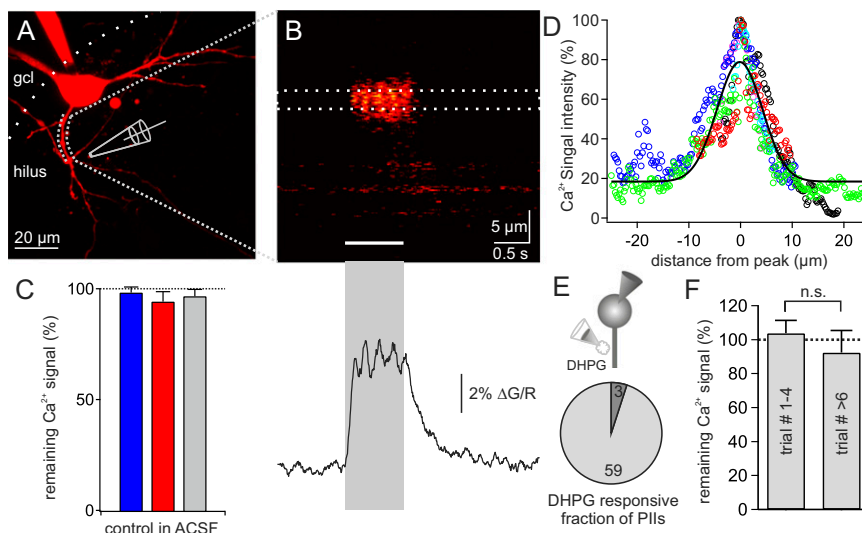 A
gcl
hilus
20 µm
B
5 µm
0.5 s
2% ΔG/R
C
100
50
0
remaining Ca²⁺ signal (%)
control in ACSF
D
100
80
60
40
20
0
Ca²⁺ Singal intensity (%)
-20
-10
0
10
20
distance from peak (µm)
E
DHPG
3
59
DHPG responsive
fraction of PIIs
F
n.s.
120
100
80
60
40
20
0
remaining Ca²⁺ signal (%)
trial # 1-4
trial # >6